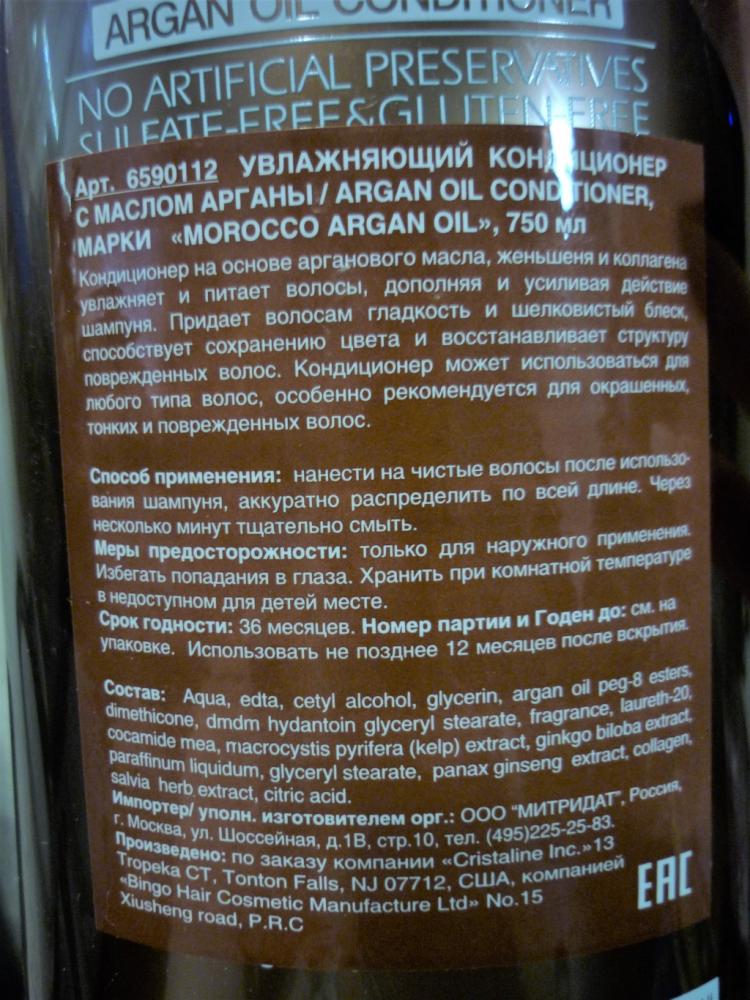 ARGAN OIL CONDITIONER
NO ARTIFICIAL PRESERVATIVES
SULFATE-FREE & GLUTEN FREE
Арт. 6590112 УВЛАЖНЯЮЩИЙ КОНДИЦИОНЕР
С МАСЛОМ АРГАНЫ / ARGAN OIL CONDITIONER,
МАРКИ «MOROCCO ARGAN OIL», 750 мл
Кондиционер на основе арганового масла, женьшеня и коллагена
увлажняет и питает волосы, дополняя и усиливая действие
шампуня. Придает волосам гладкость и шелковистый блеск,
способствует сохранению цвета и восстанавливает структуру
поврежденных волос. Кондиционер может использоваться для
любого типа волос, особенно рекомендуется для окрашенных,
тонких и поврежденных волос.
Способ применения: нанести на чистые волосы после использо-
вания шампуня, аккуратно распределить по всей длине. Через
несколько минут тщательно смыть.
Меры предосторожности: только для наружного применения.
Избегать попадания в глаза. Хранить при комнатной температуре
в недоступном для детей месте.
Срок годности: 36 месяцев. Номер партии и Годен до: см. на
упаковке. Использовать не позднее 12 месяцев после вскрытия.
Состав: Aqua, edta, cetyl alcohol, glycerin, argan oil peg-8 esters,
dimethicone, dmdm hydantoin glyceryl stearate, fragrance, laureth-20,
cocamide mea, macrocystis pyrifera (kelp) extract, ginkgo biloba extract,
paraffinum liquidum, glyceryl stearate, panax ginseng extract, collagen,
salvia herb extract, citric acid.
Импортер/ уполн. изготовителем орг.: ООО "МИТРИДАТ", Россия,
г. Москва, ул. Шоссейная, д.1В, стр.10, тел. (495)225-25-83.
Произведено: по заказу компании «Cristaline Inc.»13
Tropeka CT, Tonton Falls, NJ 07712, США, компанией
«Bingo Hair Cosmetic Manufacture Ltd» No.15
Xiusheng road, P.R.C
EAC